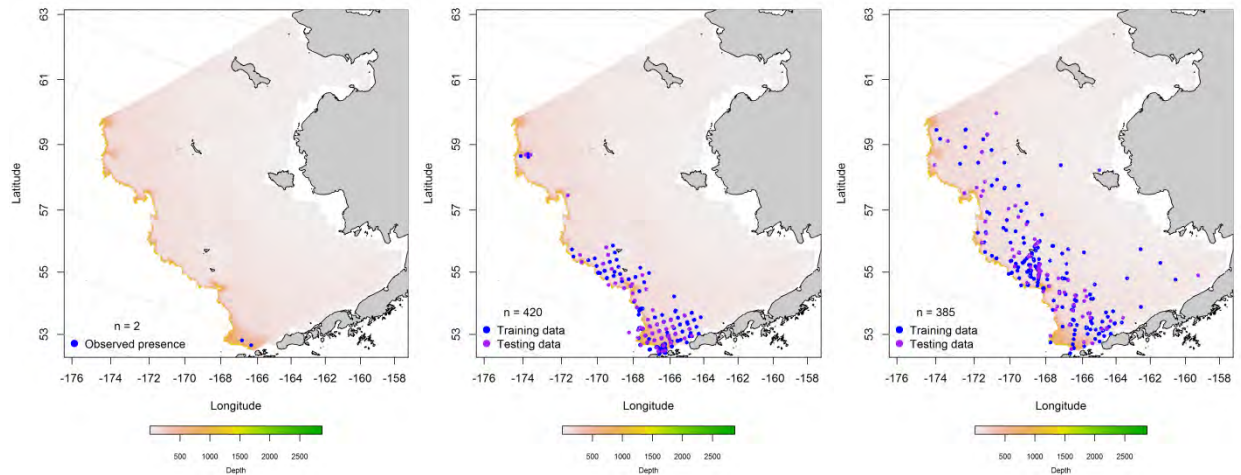 63
61
59
57
55
53
Latitude
n = 2
Observed presence
-176 -174 -172 -170 -168 -166 -164 -162 -160 -158
Longitude
500 1000 1500 2000 2500
Depth
63
61
59
57
55
53
Latitude
n = 420
Training data
Testing data
-176 -174 -172 -170 -168 -166 -164 -162 -160 -158
Longitude
500 1000 1500 2000 2500
Depth
63
61
59
57
55
53
Latitude
n = 385
Training data
Testing data
-176 -174 -172 -170 -168 -166 -164 -162 -160 -158
Longitude
500 1000 1500 2000 2500
Depth